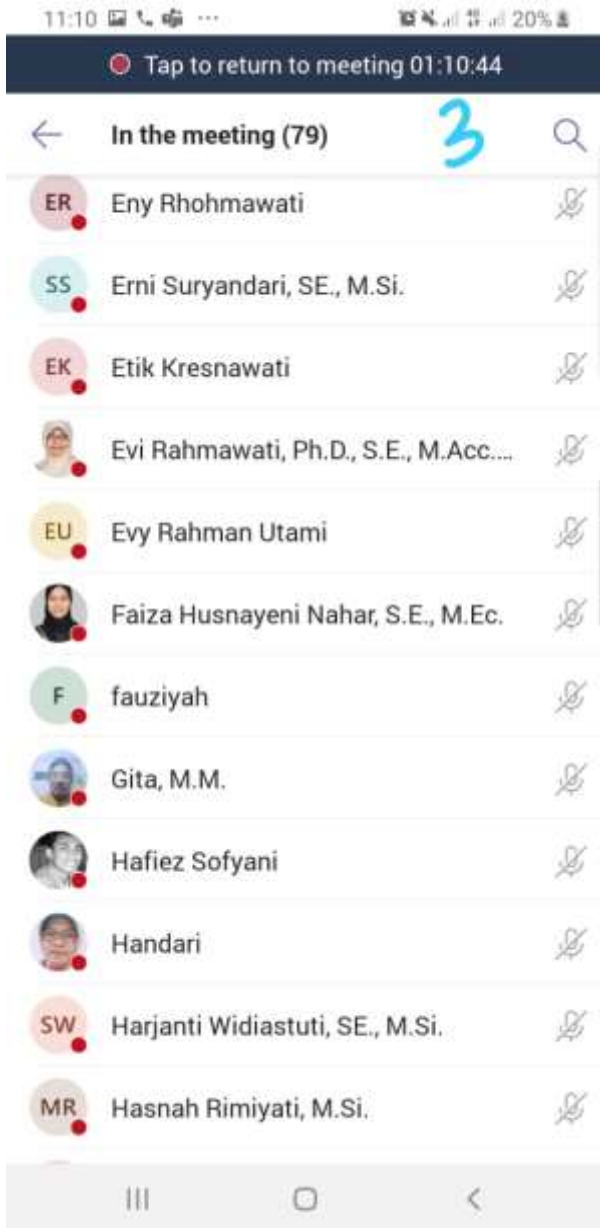 11:10 20%
Tap to return to meeting 01:10:44
In the meeting (79) 3
ER Eny Rhohmawati
SS Erni Suryandari, SE., M.Si.
EK Etik Kresnawati
Evi Rahmawati, Ph.D., S.E., M.Acc....
EU Evy Rahman Utami
Faiza Husnayeni Nahar, S.E., M.Ec.
F fauziyah
Gita, M.M.
Hafiez Sofyani
Handari
SW Harjanti Widiastuti, SE., M.Si.
MR Hasnah Rimiyati, M.Si.